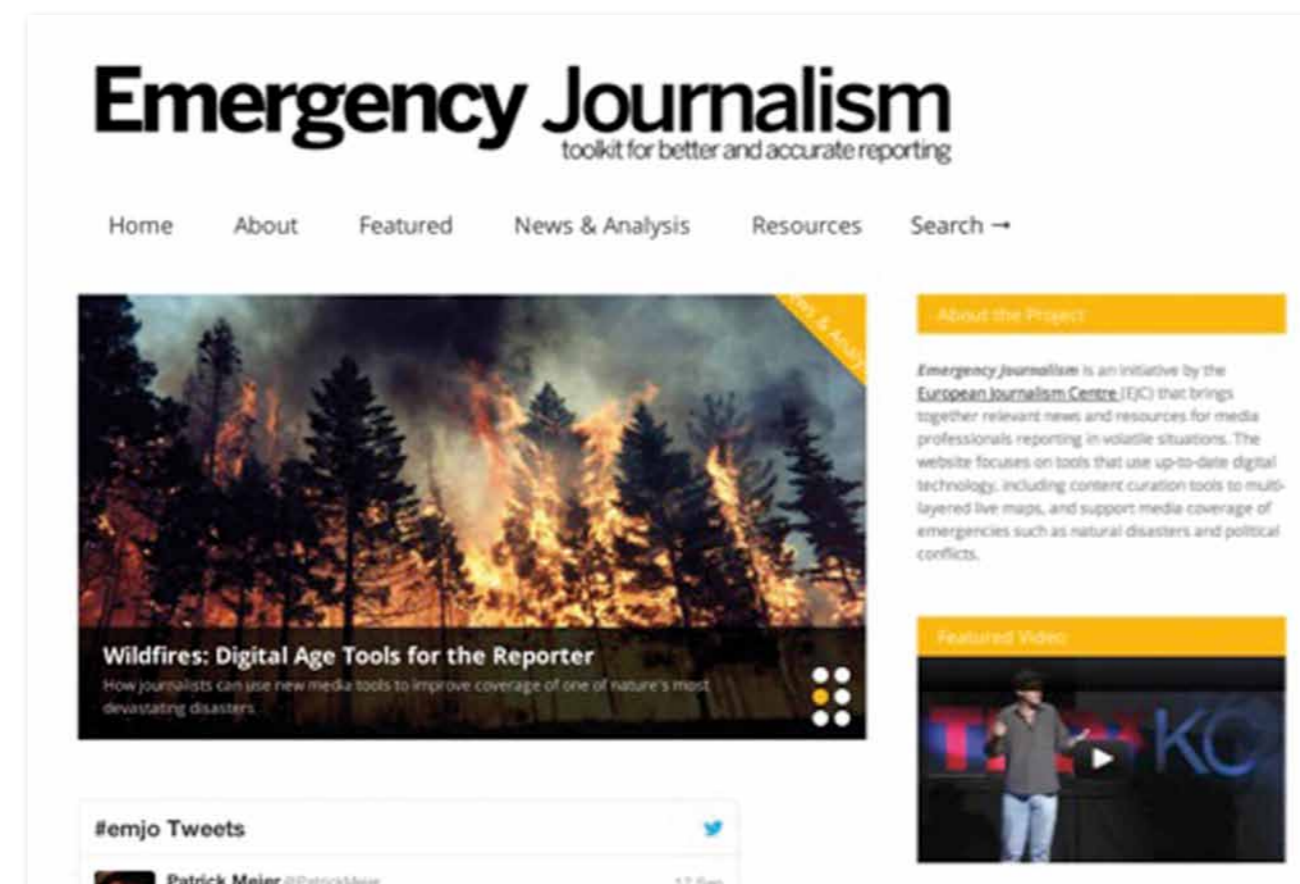 Emergency Journalism
toolkit for better and accurate reporting
Home About Featured News & Analysis Resources Search →
& Analy
Wildfires: Digital Age Tools for the Reporter
How journalists can use new media tools to improve coverage of one of nature's most
devastating disasters
About the Project
Emergency Journalism is an initiative by the
European Journalism Centre (EJC) that brings
together relevant news and resources for media
professionals reporting in volatile situations. The
website focuses on tools that use up-to-date digital
technology, including content curation tools to multi-
layered live maps, and support media coverage of
emergencies such as natural disasters and political
conflicts.
Featured Video
KC
#emjo Tweets
Patrick Meier @PatrickMeier
17 Sep